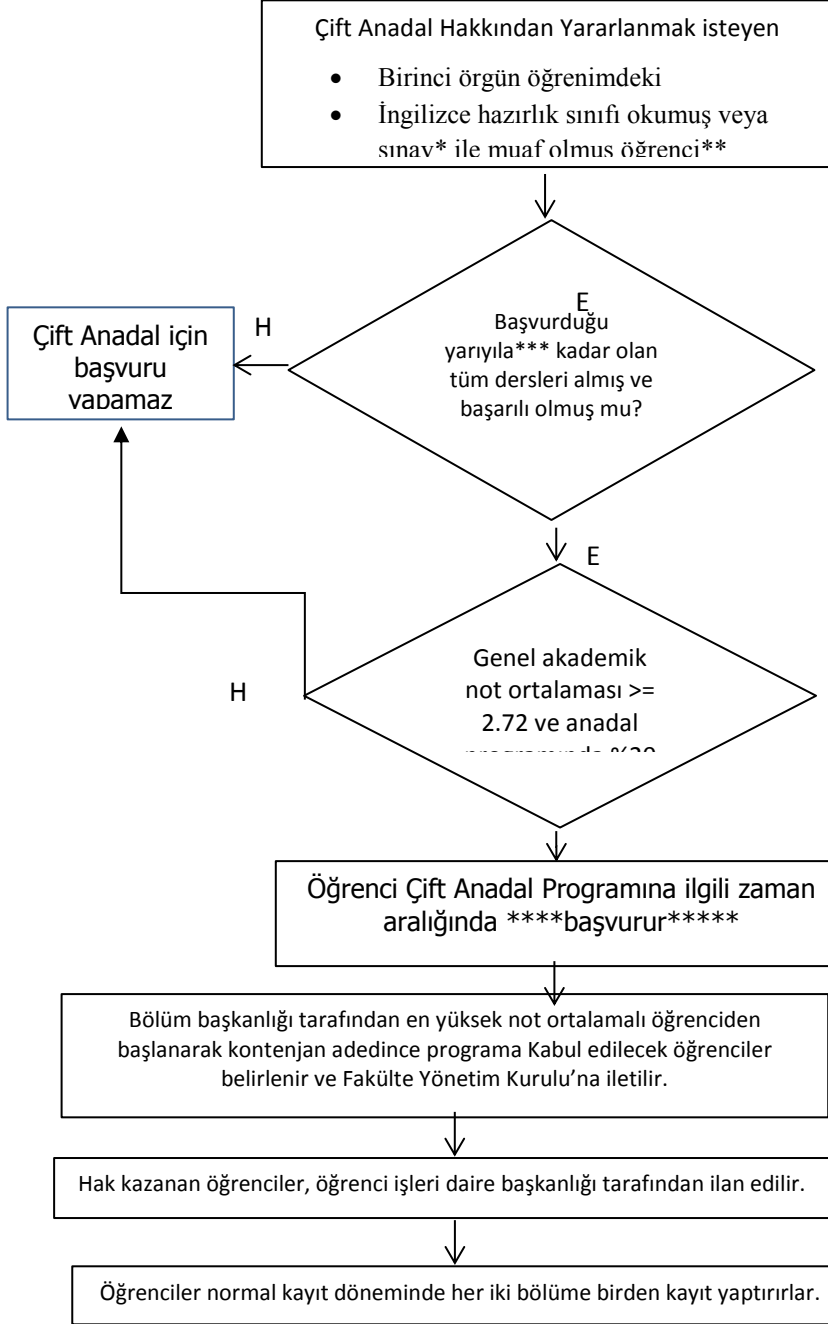 Çift Anadal Hakkından Yararlanmak isteyen
• Birinci örgün öğrenimdeki
• İngilizce hazırlık sınıfı okumuş veya
sınav* ile muaf olmuş öğrenci**
E
Başvurduğu
yarıyıla*** kadar olan
tüm dersleri almış ve
başarılı olmuş mu?
H
Çift Anadal için
başvuru
yapamaz
E
Genel akademik
not ortalaması >=
2.72 ve anadal
programında
H
Öğrenci Çift Anadal Programına ilgili zaman
aralığında ****başvurur*****
Bölüm başkanlığı tarafından en yüksek not ortalamalı öğrenciden
başlanarak kontenjan adedince programa Kabul edilecek öğrenciler
belirlenir ve Fakülte Yönetim Kurulu’na iletilir.
Hak kazanan öğrenciler, öğrenci işleri daire başkanlığı tarafından ilan edilir.
Öğrenciler normal kayıt döneminde her iki bölüme birden kayıt yaptırırlar.